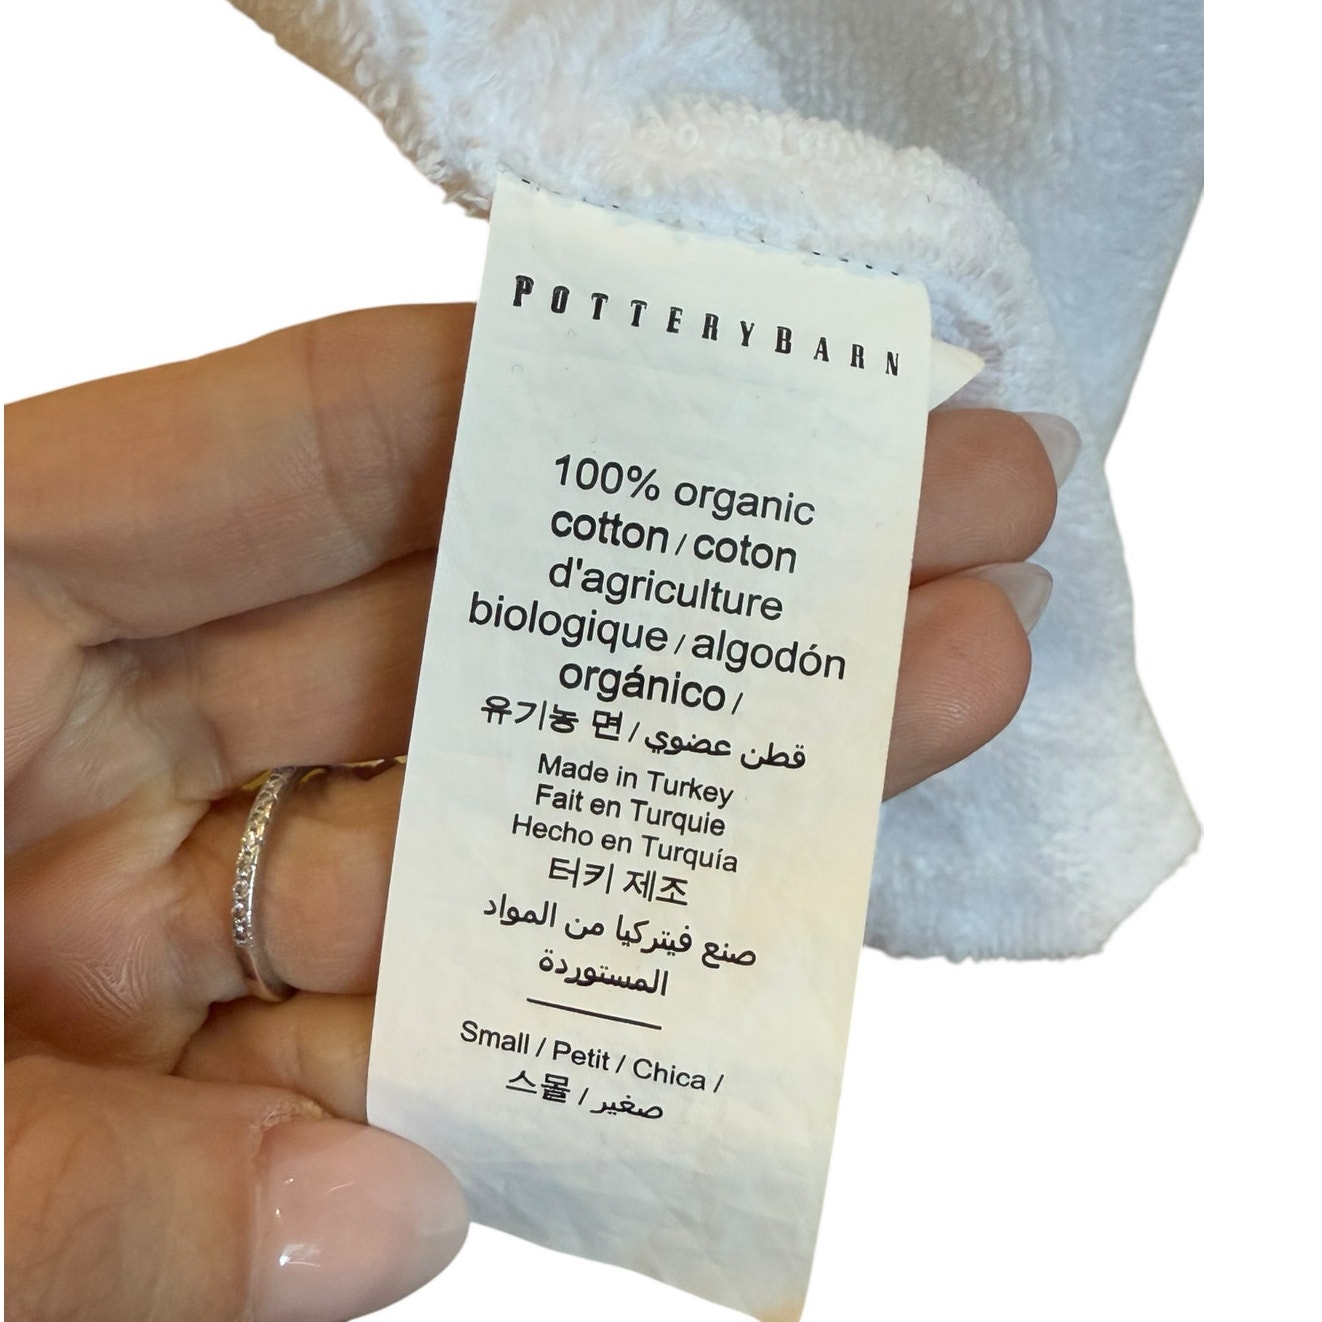 POTTERYBARN
100% organic
cotton / coton
d'agriculture
biologique / algodón
orgánico /
유기농 면 / قطن عضوي
Made in Turkey
Fait en Turquie
Hecho en Turquía
터키 제조
صنع فيتركيا من المواد
المستوردة
Small / Petit / Chica /
스몰 / صغير